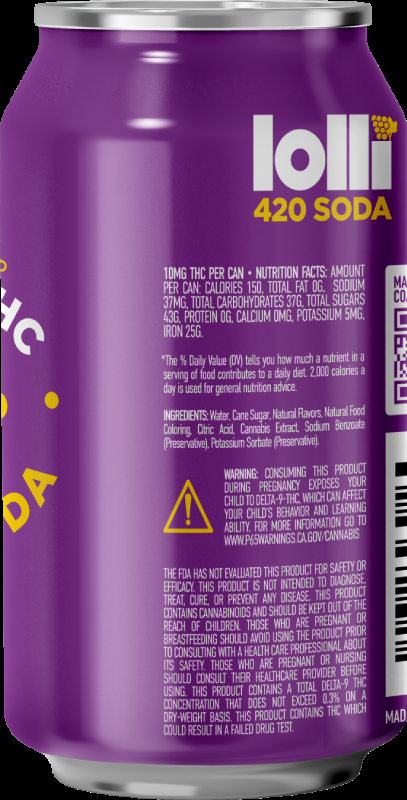 lolli
420 SODA
10MG THC PER CAN • NUTRITION FACTS: AMOUNT
PER CAN: CALORIES 150, TOTAL FAT 0G, SODIUM
37MG, TOTAL CARBOHYDRATES 37G, TOTAL SUGARS
43G, PROTEIN 0G, CALCIUM 0MG, POTASSIUM 5MG,
IRON 25G.
*The % Daily Value (DV) tells you how much a nutrient in a
serving of food contributes to a daily diet. 2,000 calories a
day is used for general nutrition advice.
INGREDIENTS: Water, Cane Sugar, Natural Flavors, Natural Food
Coloring, Citric Acid, Cannabis Extract, Sodium Benzoate
(Preservative), Potassium Sorbate (Preservative).
WARNING: CONSUMING THIS PRODUCT
DURING PREGNANCY EXPOSES YOUR
CHILD TO DELTA-9-THC, WHICH CAN AFFECT
YOUR CHILD'S BEHAVIOR AND LEARNING
ABILITY. FOR MORE INFORMATION GO TO
WWW.P65WARNINGS.CA.GOV/CANNABIS
THE FDA HAS NOT EVALUATED THIS PRODUCT FOR SAFETY OR
EFFICACY. THIS PRODUCT IS NOT INTENDED TO DIAGNOSE,
TREAT, CURE, OR PREVENT ANY DISEASE. THIS PRODUCT
CONTAINS CANNABINOIDS AND SHOULD BE KEPT OUT OF THE
REACH OF CHILDREN. THOSE WHO ARE PREGNANT OR
BREASTFEEDING SHOULD AVOID USING THE PRODUCT PRIOR
TO CONSULTING WITH A HEALTH CARE PROFESSIONAL ABOUT
ITS SAFETY. THOSE WHO ARE PREGNANT OR NURSING
SHOULD CONSULT THEIR HEALTHCARE PROVIDER BEFORE
USING. THIS PRODUCT CONTAINS A TOTAL DELTA-9 THC
CONCENTRATION THAT DOES NOT EXCEED 0.3% ON A
DRY-WEIGHT BASIS. THIS PRODUCT CONTAINS THC WHICH
COULD RESULT IN A FAILED DRUG TEST.
HC
DA
MA
CO
MAD